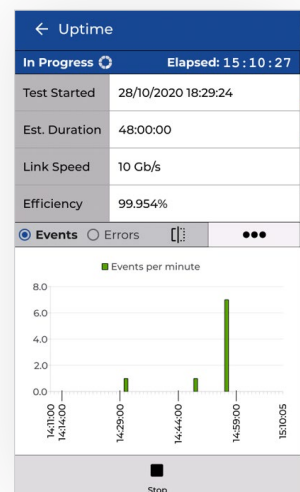 ← Uptime
In Progress Elapsed: 15:10:27
Test Started 28/10/2020 18:29:24
Est. Duration 48:00:00
Link Speed 10 Gb/s
Efficiency 99.954%
Events Errors
Events per minute
8.0
6.0
4.0
2.0
0.0
14:11:00
14:14:00
14:29:00
14:44:00
14:59:00
15:10:05
Stop